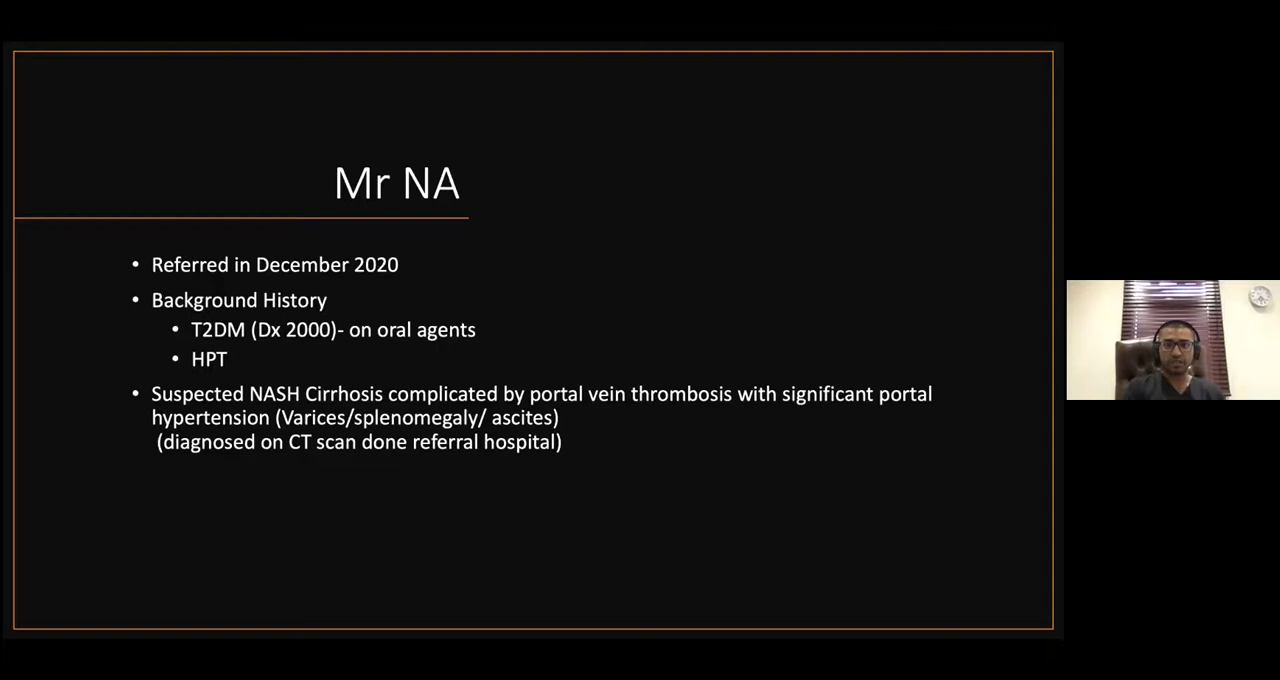 Mr NA
• Referred in December 2020
• Background History
• T2DM (Dx 2000)- on oral agents
• HPT
• Suspected NASH Cirrhosis complicated by portal vein thrombosis with significant portal
hypertension (Varices/splenomegaly/ ascites)
(diagnosed on CT scan done referral hospital)